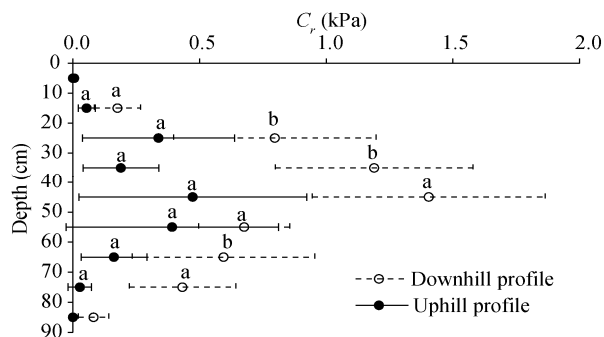 Cr (kPa)
0.0 0.5 1.0 1.5 2.0
0
10
a a
20
a b
30
a b
40
a a
50
a a
60
a b
70
a a
80
90
Depth (cm)
Downhill profile
Uphill profile